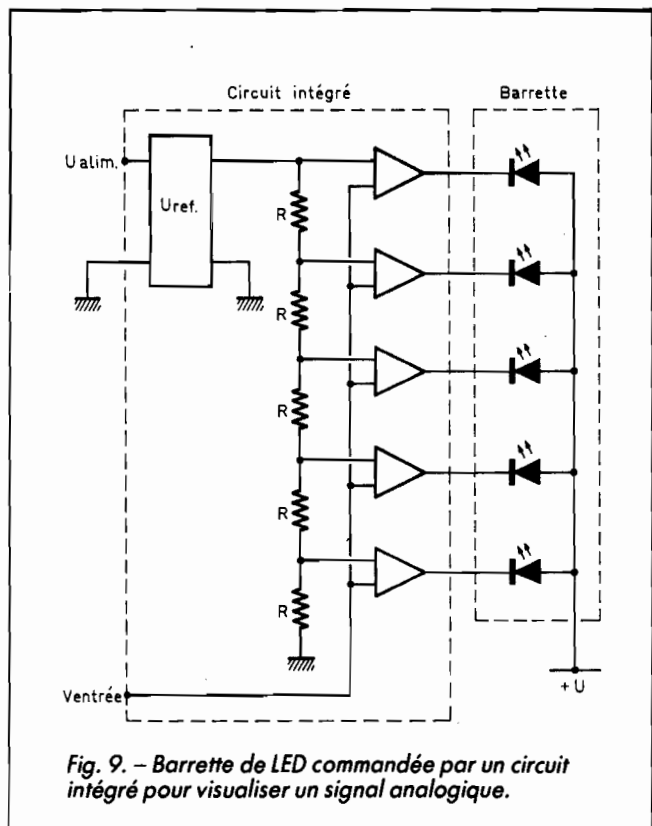 Circuit intégré
Barrette
U alim.
Uref.
R
R
R
R
R
Ventrée
+U
Fig. 9. – Barrette de LED commandée par un circuit
intégré pour visualiser un signal analogique.